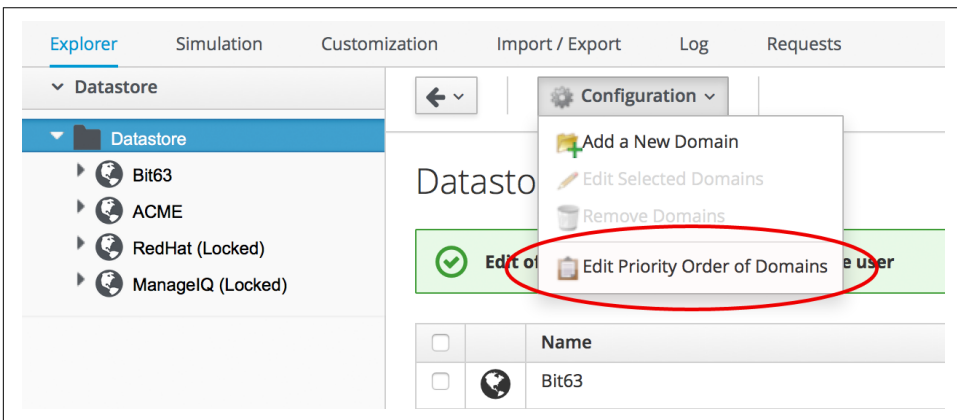 Explorer Simulation Customization Import / Export Log Requests
Datastore
Configuration
Datastore
Add a New Domain
Bit63
Edit Selected Domains
ACME
Remove Domains
RedHat (Locked)
Edit Priority Order of Domains
ManageIQ (Locked)
Datasto
Edit of
e user
Name
Bit63